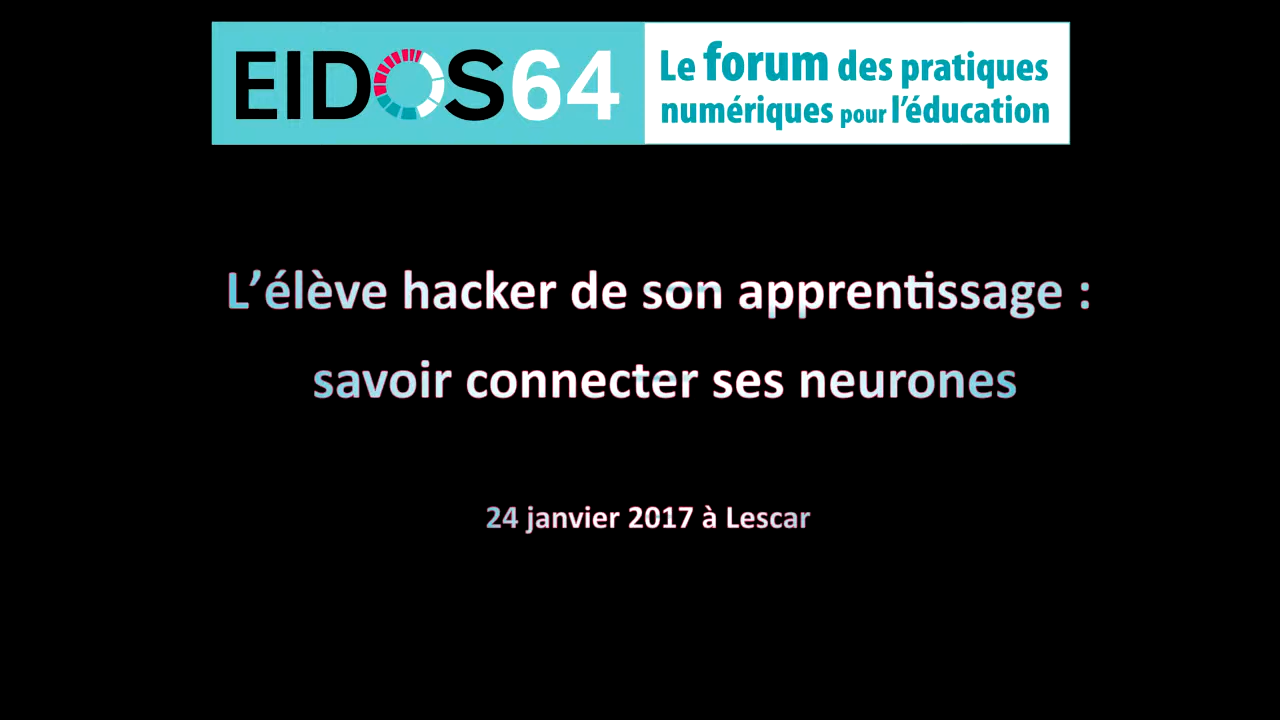 EIDOS64
Le forum des pratiques
numériques pour l'éducation
L'élève hacker de son apprentissage :
savoir connecter ses neurones
24 janvier 2017 à Lescar